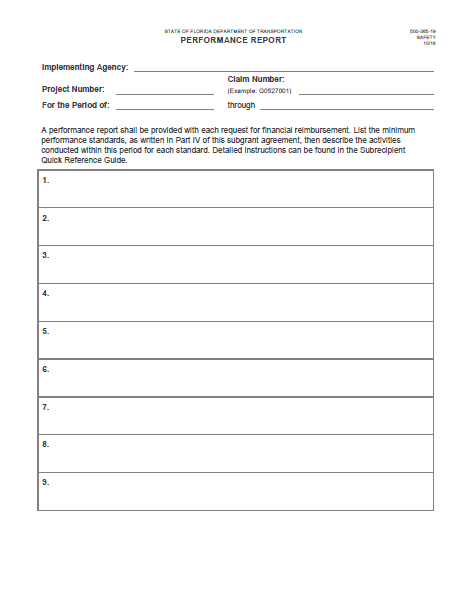 STATE OF FLORIDA DEPARTMENT OF TRANSPORTATION
PERFORMANCE REPORT
500-065-19
SAFETY
10/18
Implementing Agency:
Claim Number:
Project Number:
(Example: G0527001)
For the Period of:
through
A performance report shall be provided with each request for financial reimbursement. List the minimum
performance standards, as written in Part IV of this subgrant agreement, then describe the activities
conducted within this period for each standard. Detailed instructions can be found in the Subrecipient
Quick Reference Guide.
1.
2.
3.
4.
5.
6.
7.
8.
9.